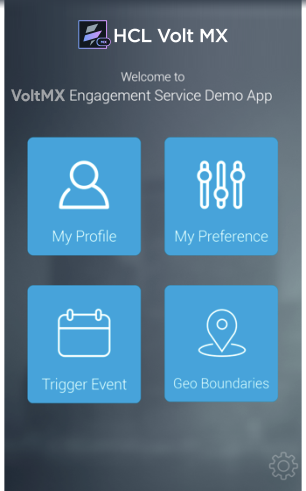 HCL Volt MX
Welcome to
VoltMX Engagement Service Demo App
My Profile
My Preference
Trigger Event
Geo Boundaries